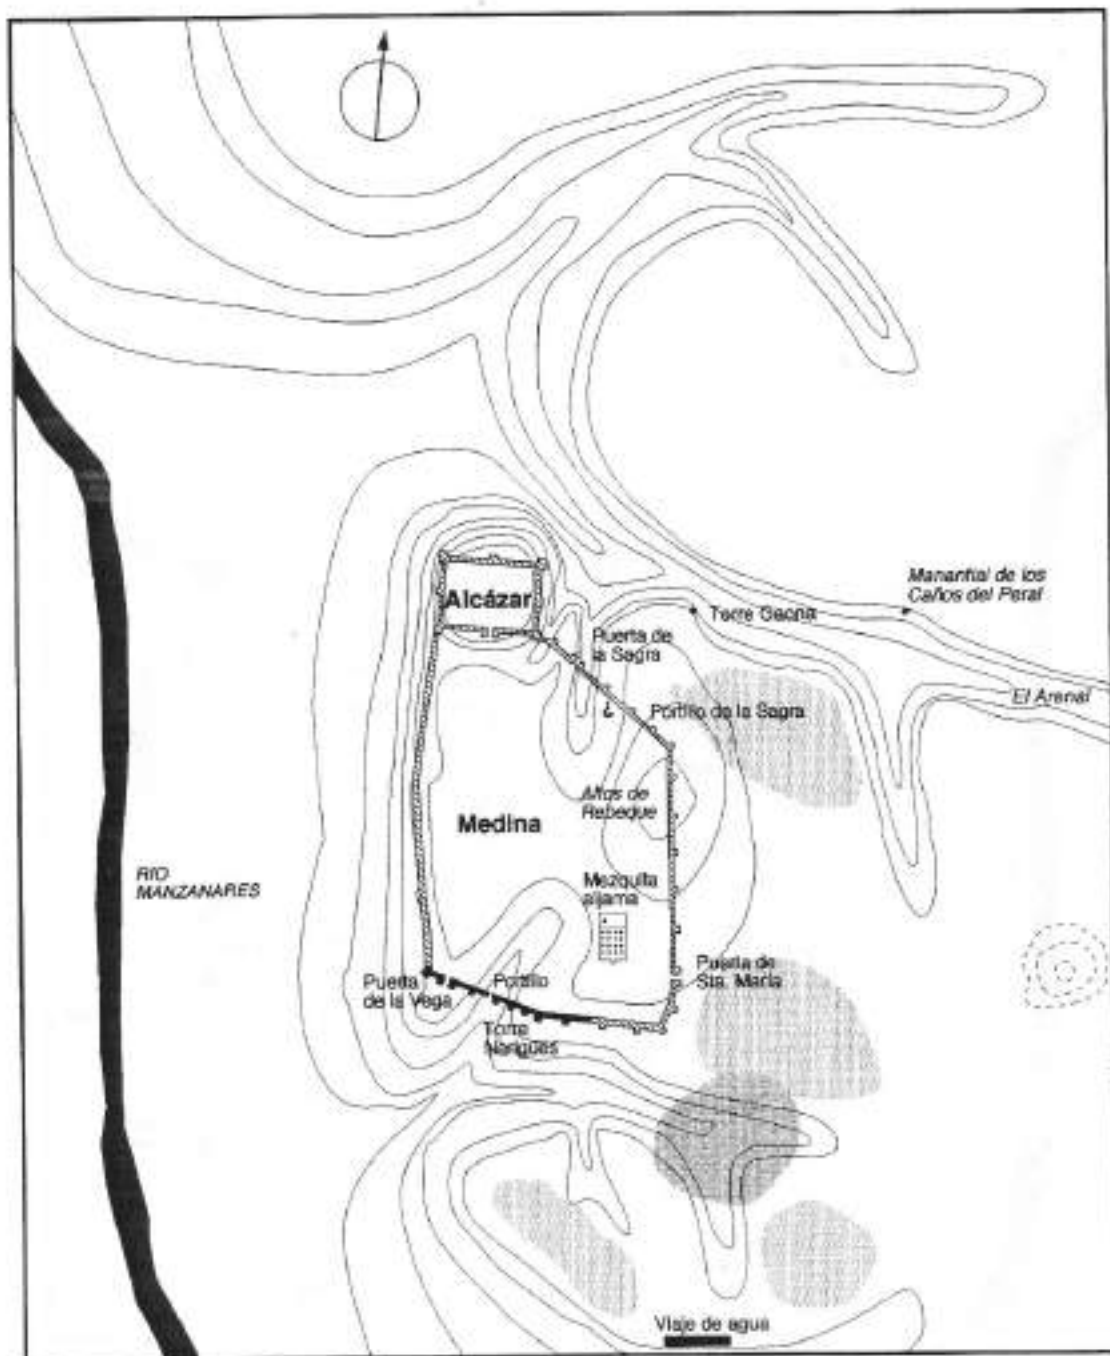 Manantial de los
Caños del Peral
Alcázar
Torre Gaona
Puerta de
la Sagra
El Arenal
¿
Portillo de la Sagra
Altos de
Rebeque
Medina
RIO
MANZANARES
Mezquita
aljama
Puerta de
Sta. María
Puerta
de la Vega
Portillo
Torre
Narigües
Viaje de agua